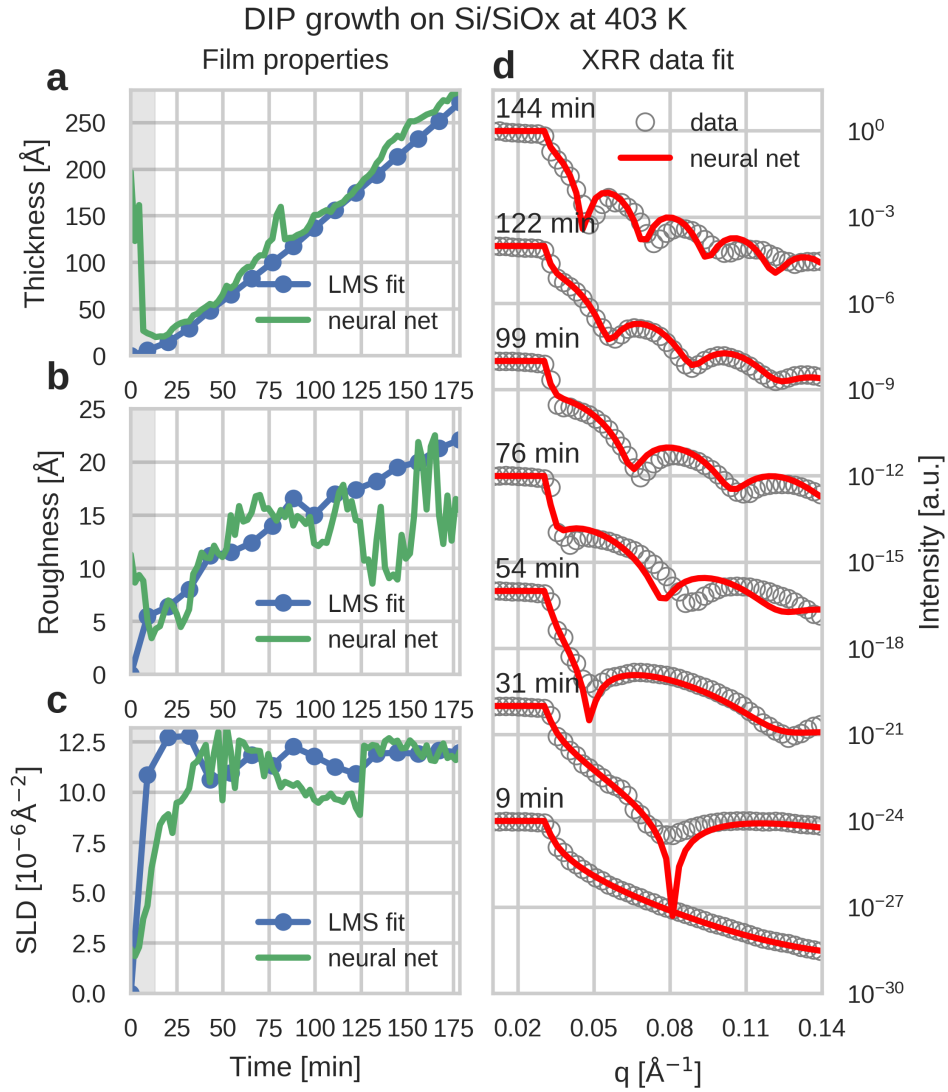 DIP growth on Si/SiOx at 403 K
Film properties
XRR data fit
a
Thickness [Å]
250
200
150
100
50
0
LMS fit
neural net
0 25 50 75 100 125 150 175
b
Roughness [Å]
25
20
15
10
5
0
LMS fit
neural net
0 25 50 75 100 125 150 175
c
SLD [10⁻⁶Å⁻²]
12.5
10.0
7.5
5.0
2.5
0.0
LMS fit
neural net
0 25 50 75 100 125 150 175
Time [min]
d
144 min
data
neural net
122 min
99 min
76 min
54 min
31 min
9 min
10⁰
10⁻³
10⁻⁶
10⁻⁹
10⁻¹²
10⁻¹⁵
10⁻¹⁸
10⁻²¹
10⁻²⁴
10⁻²⁷
10⁻³⁰
Intensity [a.u.]
0.02 0.05 0.08 0.11 0.14
q [Å⁻¹]